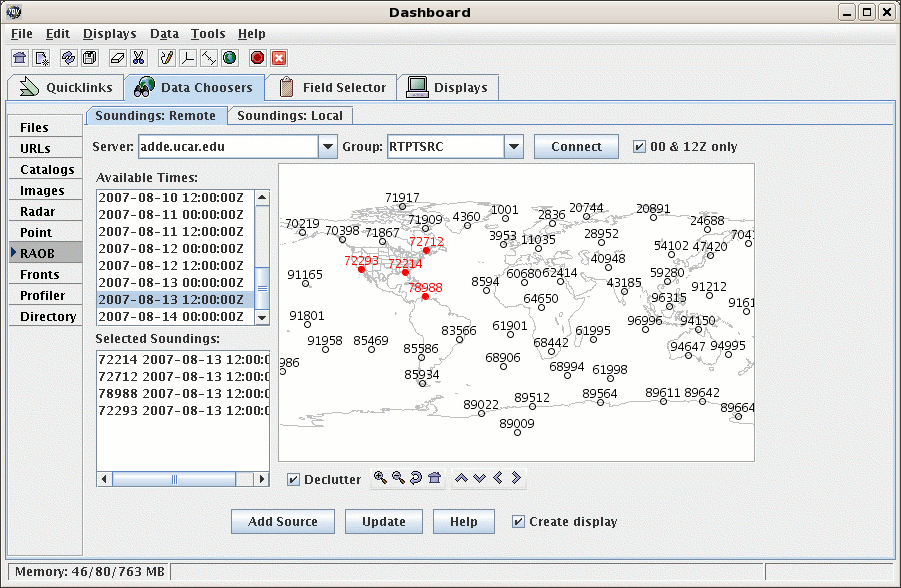 Dashboard
File Edit Displays Data Tools Help
Quicklinks Data Choosers Field Selector Displays
Soundings: Remote Soundings: Local
Files
URLs
Catalogs
Images
Radar
Point
RAOB
Fronts
Profiler
Directory
Server: adde.ucar.edu Group: RTPTSRC Connect 00 & 12Z only
Available Times:
2007-08-10 12:00:00Z
2007-08-11 00:00:00Z
2007-08-11 12:00:00Z
2007-08-12 00:00:00Z
2007-08-12 12:00:00Z
2007-08-13 00:00:00Z
2007-08-13 12:00:00Z
2007-08-14 00:00:00Z
Selected Soundings:
72214 2007-08-13 12:00:0
72712 2007-08-13 12:00:0
78988 2007-08-13 12:00:0
72293 2007-08-13 12:00:0
71917
70219 71909 4360 1001 2836 20744 20891 24688
70398 71867 72712 3953 11035 28952 54102 47420 7041
72293 72214 40948
91165 78988 8594 60680 62414 43185 59280 91212
64650 96315 9161
91801 83566 61901 61995 96996 94150
91958 85469 85586 68442 94647 94995
986 85934 68906 68994 61998
89022 89512 89564 89611 89642 89664
89009
Declutter
Add Source Update Help Create display
Memory: 46/80/763 MB